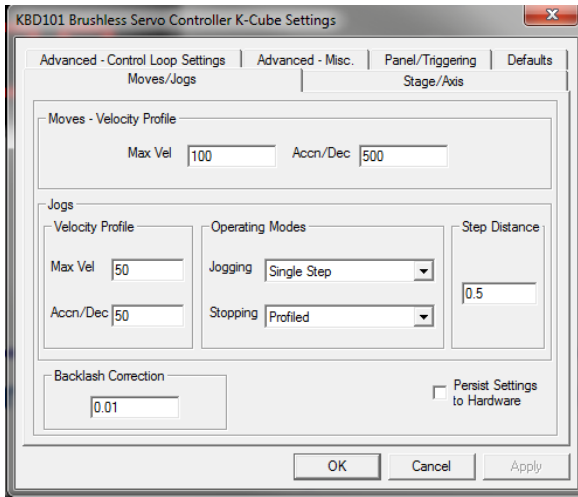 KBD101 Brushless Servo Controller K-Cube Settings
Advanced - Control Loop Settings Advanced - Misc. Panel/Triggering Defaults
Moves/Jogs Stage/Axis
Moves - Velocity Profile
Max Vel 100 Accn/Dec 500
Jogs
Velocity Profile Operating Modes Step Distance
Max Vel 50 Jogging Single Step
0.5
Accn/Dec 50 Stopping Profiled
Backlash Correction
0.01
Persist Settings
to Hardware
OK Cancel Apply